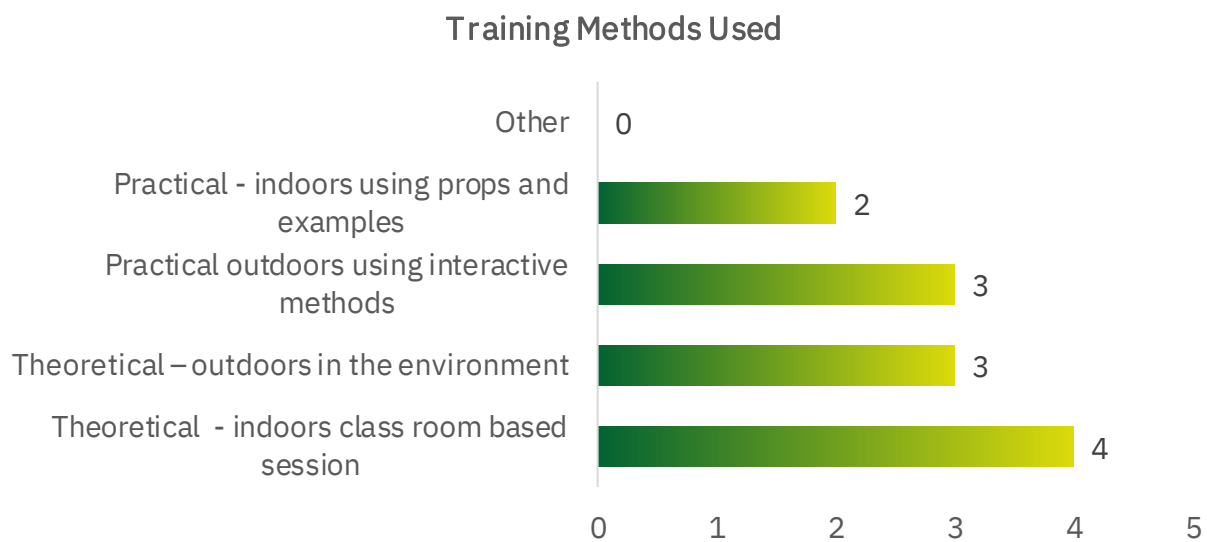 Training Methods Used
Other
0
Practical - indoors using props and
examples
2
Practical outdoors using interactive
methods
3
Theoretical – outdoors in the environment
3
Theoretical  - indoors class room based
session
4
0 1 2 3 4 5